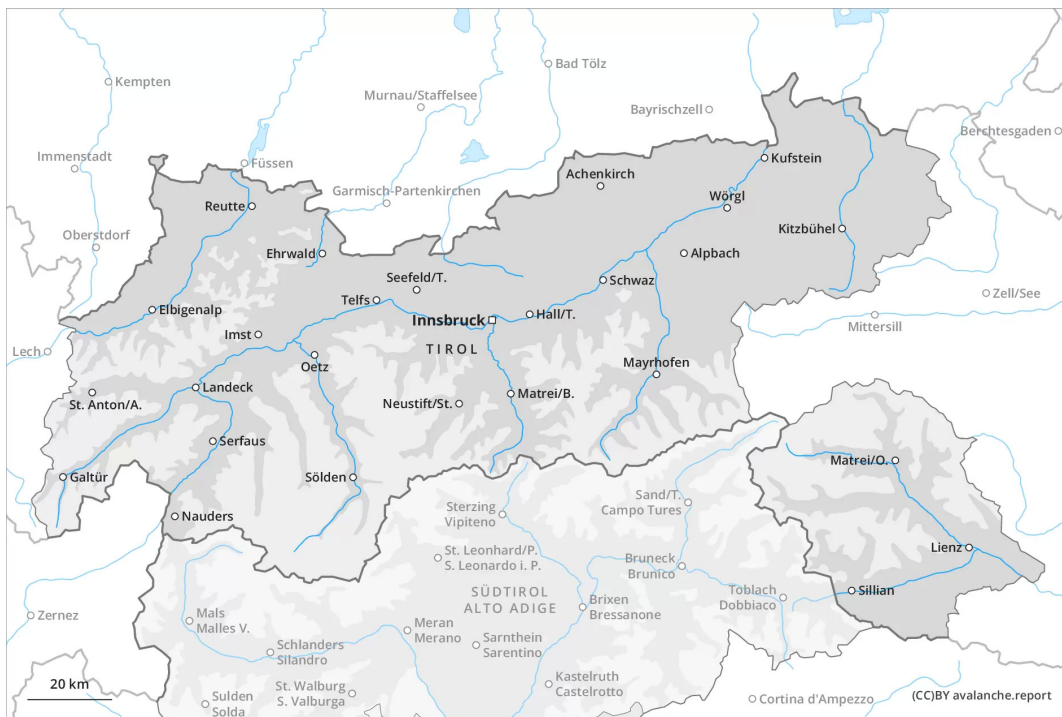 Bad Tölz
Kempten
Murnau/Staffelsee
Bayrischzell
Berchtesgaden
Immenstadt
Füssen
Kufstein
Achenkirch
Garmisch-Partenkirchen
Wörgl
Reutte
Kitzbühel
Oberstdorf
Ehrwald
Alpbach
Seefeld/T.
Schwaz
Zell/See
Telfs
Elbigenalp
Hall/T.
Innsbruck
Mittersill
Imst
TIROL
Lech
Oetz
Mayrhofen
Landeck
Matrei/B.
St. Anton/A.
Neustift/St.
Serfaus
Matrei/O.
Galtür
Sölden
Sand/T.
Campo Tures
Sterzing
Vipiteno
Nauders
Lienz
St. Leonhard/P.
S. Leonardo i. P.
Bruneck
Brunico
SÜDTIROL
ALTO ADIGE
Toblach
Dobbiaco
Sillian
Brixen
Bressanone
Zernez
Mals
Malles V.
Meran
Merano
Sarnthein
Sarentino
Schlanders
Silandro
Kastelruth
Castelrotto
20 km
St. Walburg
S. Valburga
Sulden
Solda
Cortina d'Ampezzo
(CC)BY avalanche.report